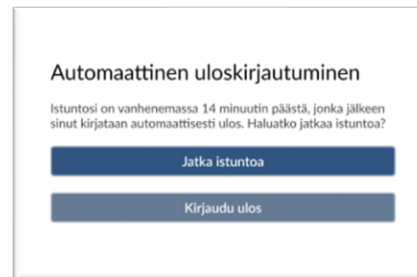 Automaattinen uloskirjautuminen
Istuntosi on vanhenemassa 14 minuutin päästä, jonka jälkeen
sinut kirjataan automaattisesti ulos. Haluatko jatkaa istuntoa?
Jatka istuntoa
Kirjaudu ulos